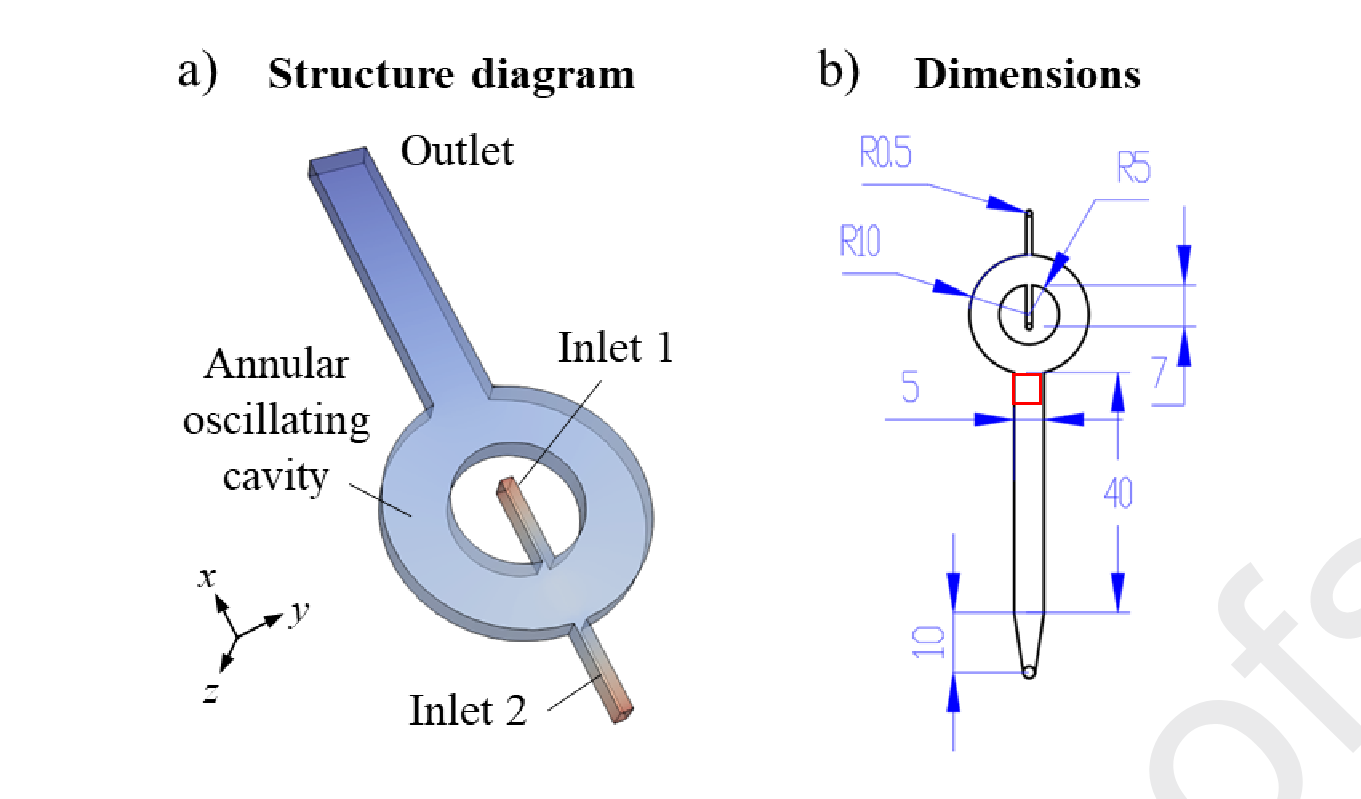 a) Structure diagram
Outlet
Inlet 1
Annular
oscillating
cavity
x
y
z
Inlet 2
b) Dimensions
R0.5
R5
R10
7
5
40
10
ofs